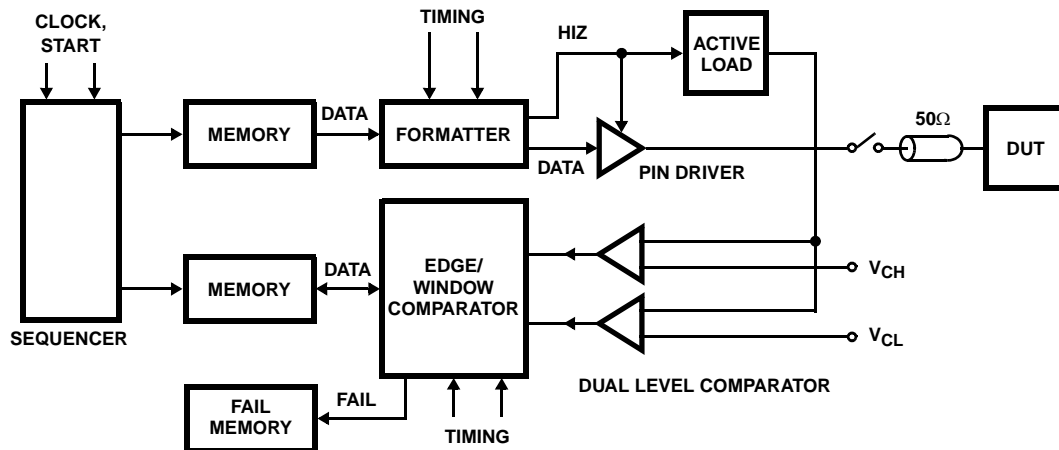 CLOCK,
START
TIMING
HIZ
ACTIVE
LOAD
MEMORY
DATA
FORMATTER
DATA
PIN DRIVER
50Ω
DUT
SEQUENCER
MEMORY
DATA
EDGE/
WINDOW
COMPARATOR
VCH
VCL
DUAL LEVEL COMPARATOR
FAIL
MEMORY
FAIL
TIMING